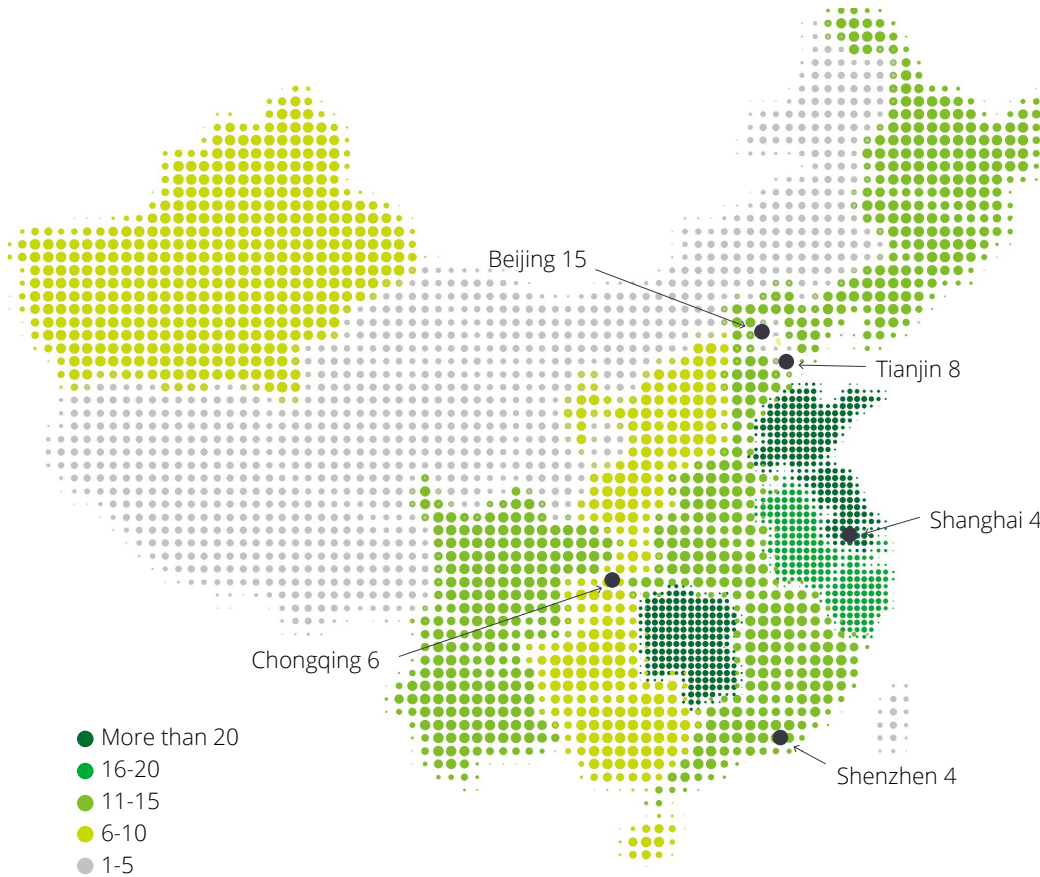 Beijing 15
Tianjin 8
Shanghai 4
Chongqing 6
Shenzhen 4
More than 20
16-20
11-15
6-10
1-5